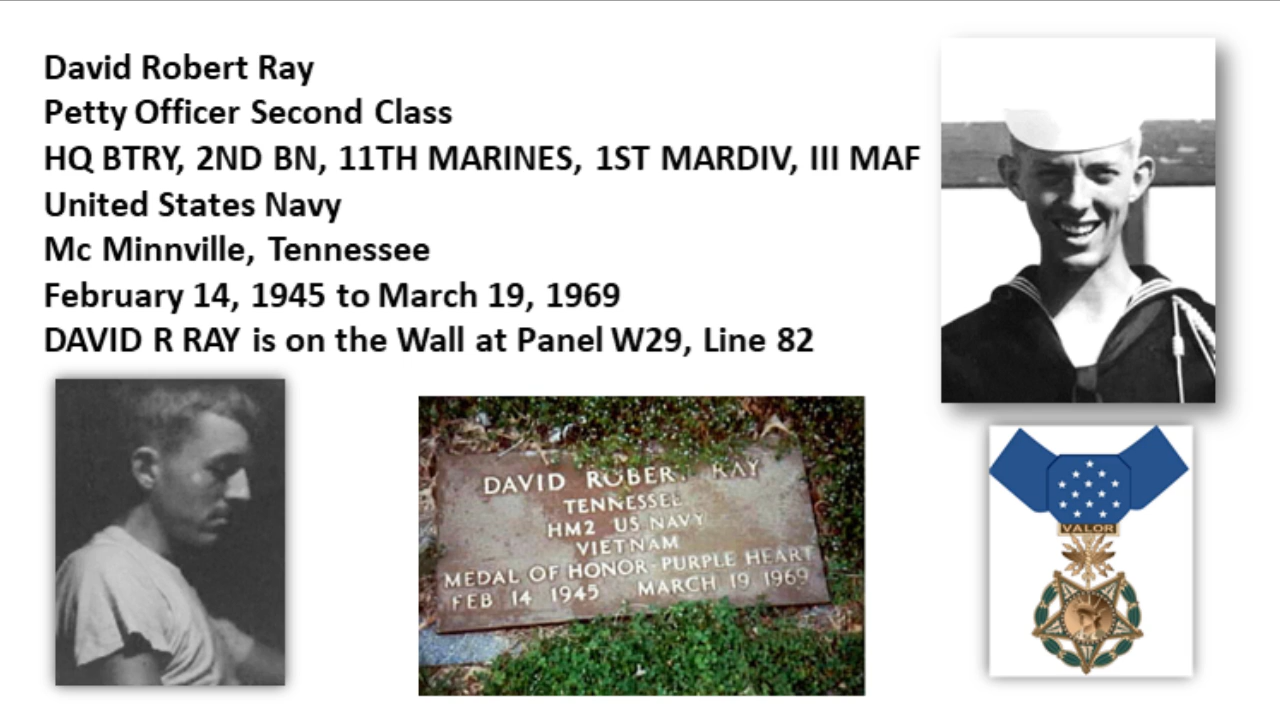 David Robert Ray
Petty Officer Second Class
HQ BTRY, 2ND BN, 11TH MARINES, 1ST MARDIV, III MAF
United States Navy
Mc Minnville, Tennessee
February 14, 1945 to March 19, 1969
DAVID R RAY is on the Wall at Panel W29, Line 82
DAVID ROBERT RAY
TENNESSEE
HM2 US NAVY
VIETNAM
MEDAL OF HONOR-PURPLE HEART
FEB 14 1945 MARCH 19 1969
VALOR